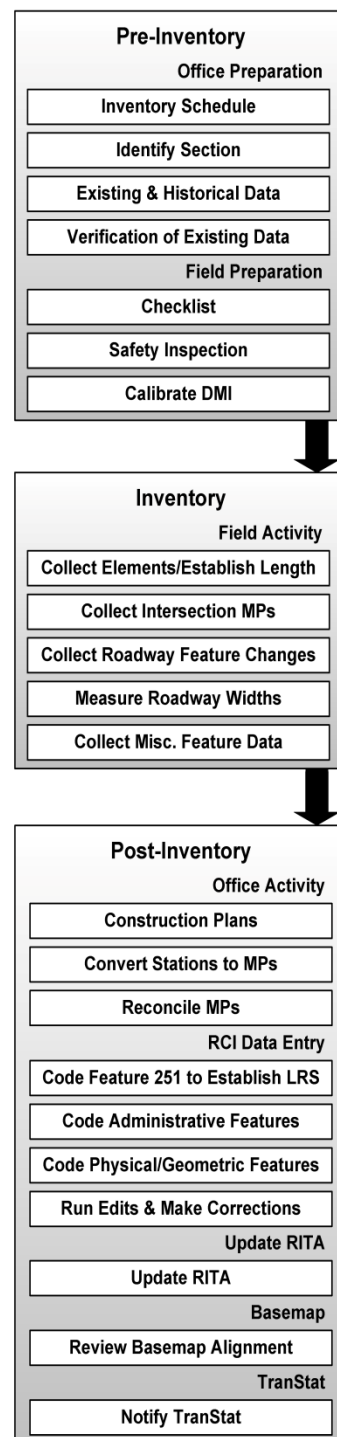 Pre-Inventory
Office Preparation
Inventory Schedule
Identify Section
Existing & Historical Data
Verification of Existing Data
Field Preparation
Checklist
Safety Inspection
Calibrate DMI
Inventory
Field Activity
Collect Elements/Establish Length
Collect Intersection MPs
Collect Roadway Feature Changes
Measure Roadway Widths
Collect Misc. Feature Data
Post-Inventory
Office Activity
Construction Plans
Convert Stations to MPs
Reconcile MPs
RCI Data Entry
Code Feature 251 to Establish LRS
Code Administrative Features
Code Physical/Geometric Features
Run Edits & Make Corrections
Update RITA
Update RITA
Basemap
Review Basemap Alignment
TranStat
Notify TranStat